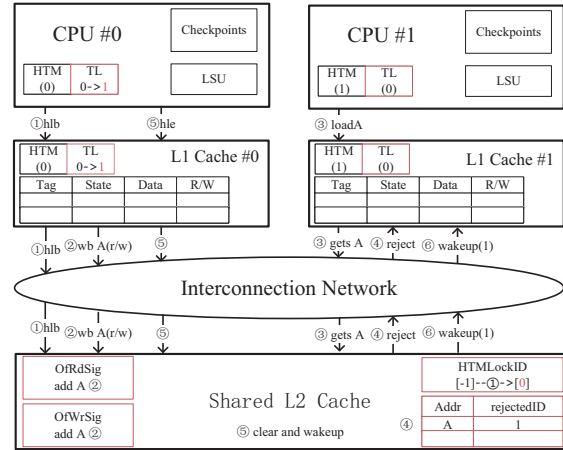 CPU #0
Checkpoints
HTM
(0)
TL
0->1
LSU
CPU #1
Checkpoints
HTM
(1)
TL
(0)
LSU
①hlb
⑤hle
③ loadA
HTM
(0)
TL
0->1
L1 Cache #0
Tag State Data R/W
HTM
(1)
TL
(0)
L1 Cache #1
Tag State Data R/W
①hlb
②wb A(r/w)
⑤
③ gets A
④ reject
⑥ wakeup(1)
Interconnection Network
①hlb
②wb A(r/w)
⑤
③ gets A
④ reject
⑥ wakeup(1)
OfRdSig
add A ②
OfWrSig
add A ②
Shared L2 Cache
⑤ clear and wakeup
HTMLockID
[-1]--①->[0]
④
Addr rejectedID
A 1